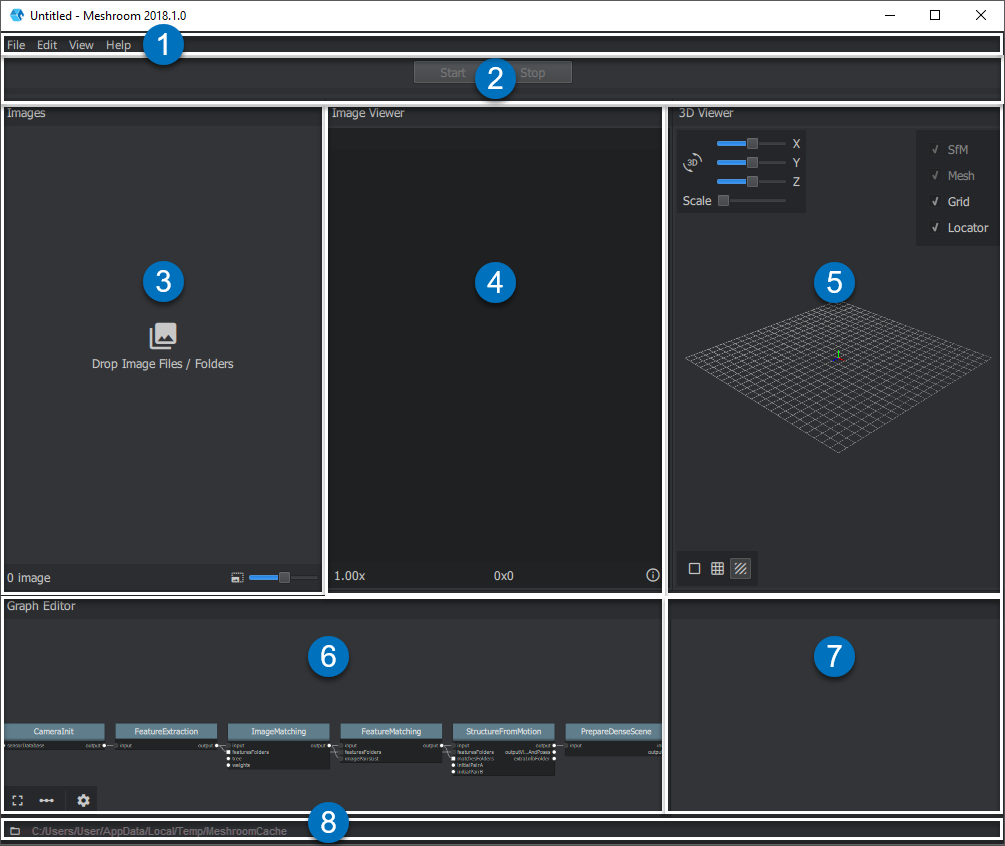 Untitled - Meshroom 2018.1.0
File Edit View Help
1
Start Stop
2
Images
Image Viewer
3D Viewer
3D
X
Y
Z
Scale
SfM
Mesh
Grid
Locator
3
4
5
Drop Image Files / Folders
0 image
1.00x
0x0
Graph Editor
6
7
CameraInit
sensorDatabase output
FeatureExtraction
input output
ImageMatching
input output
featuresFolders
tree
weights
FeatureMatching
input output
featuresFolders
imagePairsList
StructureFromMotion
input output
featuresFolders outputVi...AndPoses
matchesFolders extraInfoFolder
initialPairA
initialPairB
PrepareDenseScene
input
outpu
8
C:/Users/User/AppData/Local/Temp/MeshroomCache